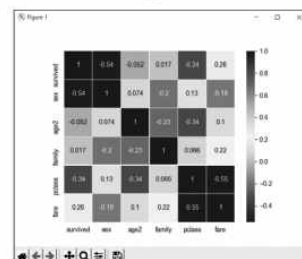 Figure 1
survived 1 -0.54 -0.052 0.017 -0.34 0.26
sex -0.54 1 0.074 -0.2 0.13 -0.18
age2 -0.052 0.074 1 -0.23 -0.34 0.1
family 0.017 -0.2 -0.23 1 0.066 0.22
pclass -0.34 0.13 -0.34 0.066 1 -0.55
fare 0.26 -0.18 0.1 0.22 -0.55 1
survived sex age2 family pclass fare
1.0
0.8
0.6
0.4
0.2
0.0
-0.2
-0.4